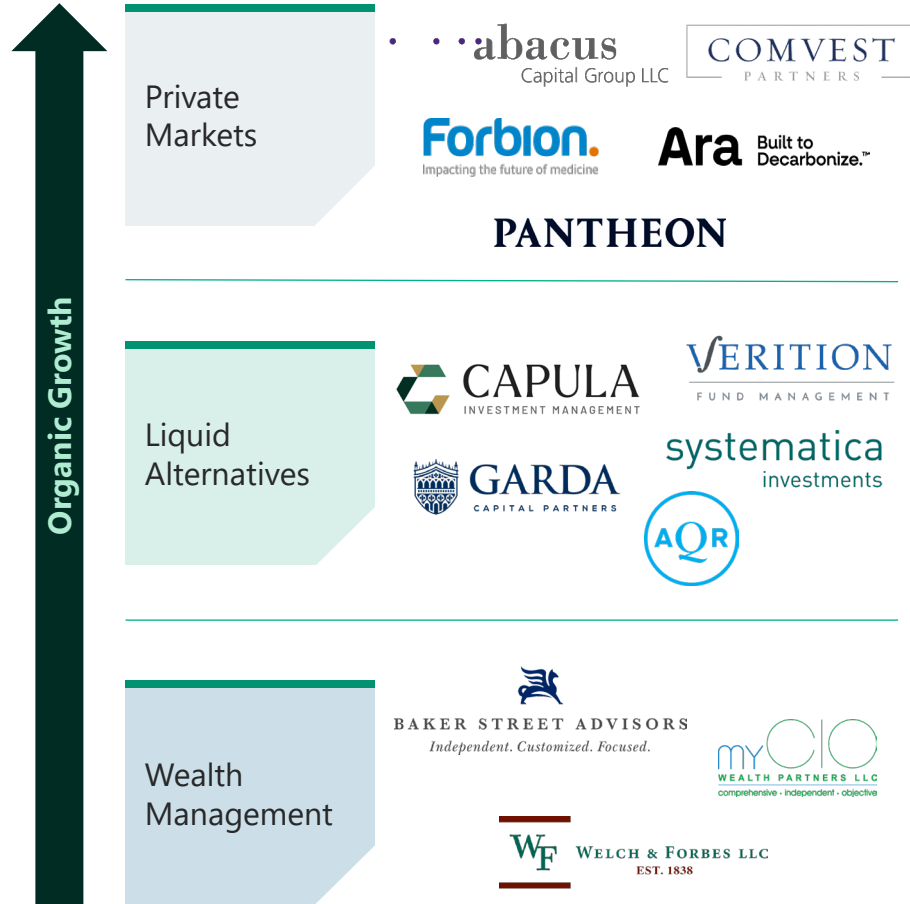 Organic Growth
Private
Markets
abacus
Capital Group LLC
COMVEST
PARTNERS
Forbion.
Impacting the future of medicine
Ara
Built to
Decarbonize.™
PANTHEON
Liquid
Alternatives
CAPULA
INVESTMENT MANAGEMENT
VERITION
FUND MANAGEMENT
systematica
investments
GARDA
CAPITAL PARTNERS
AQR
Wealth
Management
BAKER STREET ADVISORS
Independent. Customized. Focused.
myCIO
WEALTH PARTNERS LLC
comprehensive - independent - objective
WF
WELCH & FORBES LLC
EST. 1838